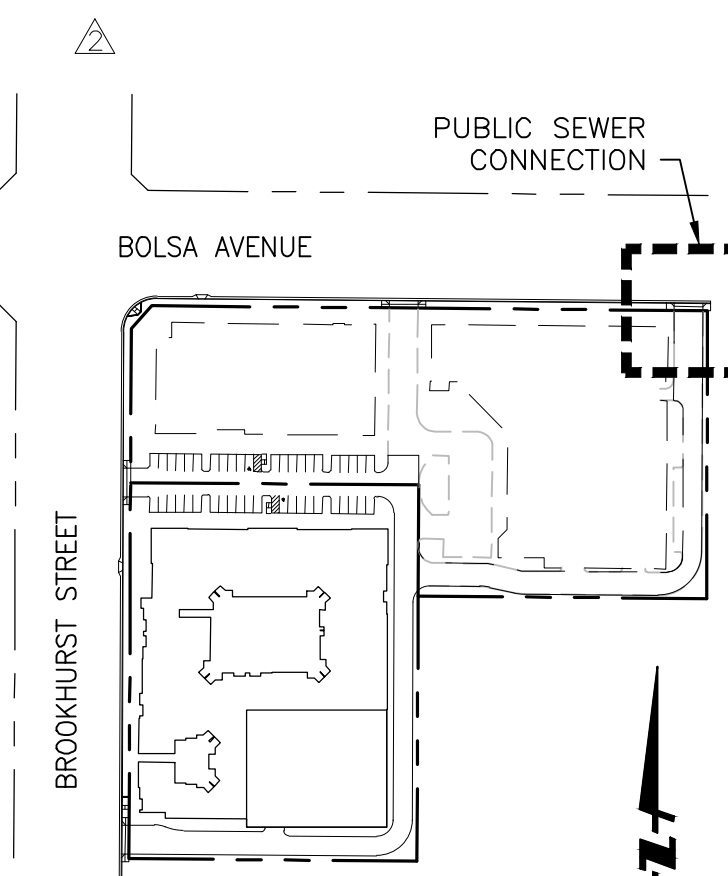 2
PUBLIC SEWER
CONNECTION
BOLSA AVENUE
BROOKHURST STREET
N